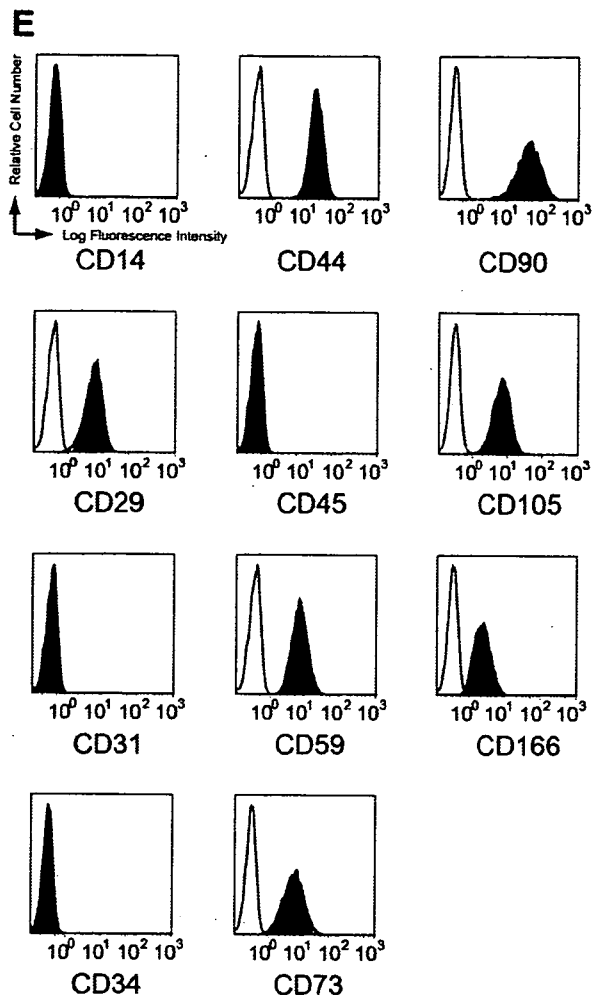 E
Relative Cell Number
Log Fluorescence Intensity
10⁰ 10¹ 10² 10³
10⁰ 10¹ 10² 10³
10⁰ 10¹ 10² 10³
CD14
CD44
CD90
10⁰ 10¹ 10² 10³
10⁰ 10¹ 10² 10³
10⁰ 10¹ 10² 10³
CD29
CD45
CD105
10⁰ 10¹ 10² 10³
10⁰ 10¹ 10² 10³
10⁰ 10¹ 10² 10³
CD31
CD59
CD166
10⁰ 10¹ 10² 10³
10⁰ 10¹ 10² 10³
CD34
CD73